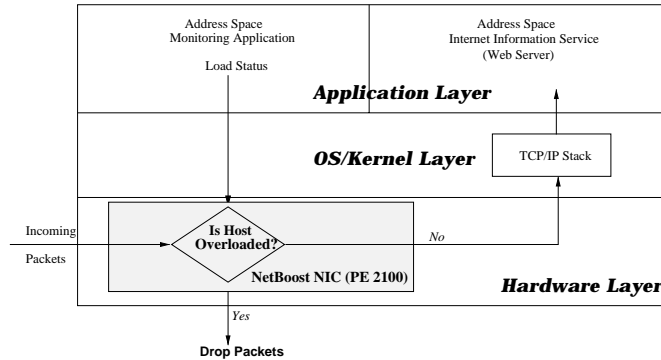 Address Space
Monitoring Application
Load Status
Address Space
Internet Information Service
(Web Server)
Application Layer
OS/Kernel Layer
TCP/IP Stack
Incoming
Packets
Is Host
Overloaded?
No
NetBoost NIC (PE 2100)
Hardware Layer
Yes
Drop Packets